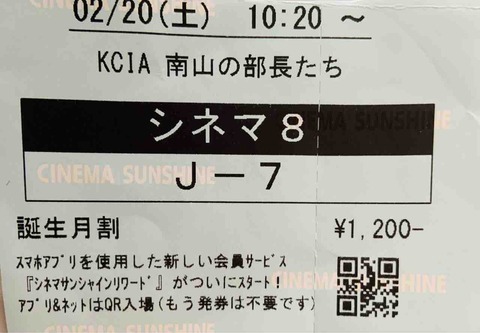 02/20(土) 10:20 ～
KCIA 南山の部長たち
シネマ8
CINEMA SUNSHINE
J－7
CINEMA SUNSHINE
誕生月割 ¥1,200-
スマホアプリを使用した新しい会員サービス
『シネマサンシャインリワード』がついにスタート!
アプリ&ネットはQR入場(もう発券は不要です)
CINEMA SUNSHINE